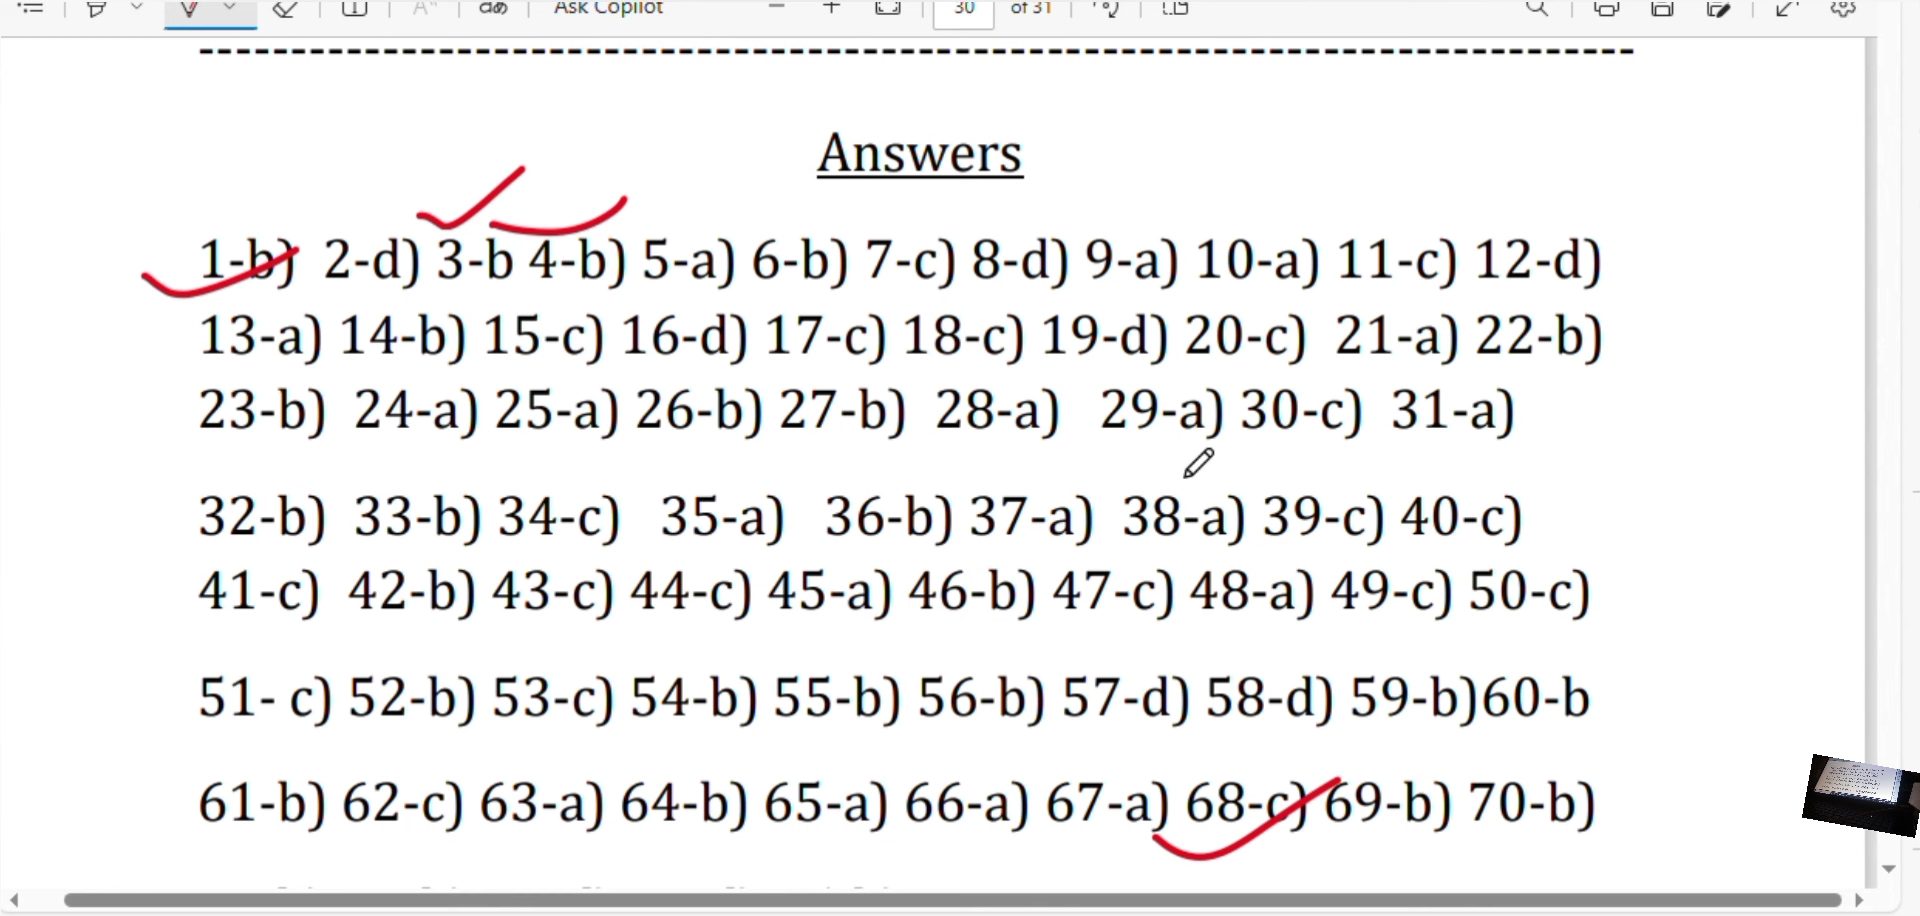 Ask Copilot 30 of 31
Answers
1-b) 2-d) 3-b 4-b) 5-a) 6-b) 7-c) 8-d) 9-a) 10-a) 11-c) 12-d)
13-a) 14-b) 15-c) 16-d) 17-c) 18-c) 19-d) 20-c) 21-a) 22-b)
23-b) 24-a) 25-a) 26-b) 27-b) 28-a) 29-a) 30-c) 31-a)
32-b) 33-b) 34-c) 35-a) 36-b) 37-a) 38-a) 39-c) 40-c)
41-c) 42-b) 43-c) 44-c) 45-a) 46-b) 47-c) 48-a) 49-c) 50-c)
51- c) 52-b) 53-c) 54-b) 55-b) 56-b) 57-d) 58-d) 59-b)60-b
61-b) 62-c) 63-a) 64-b) 65-a) 66-a) 67-a) 68-c) 69-b) 70-b)